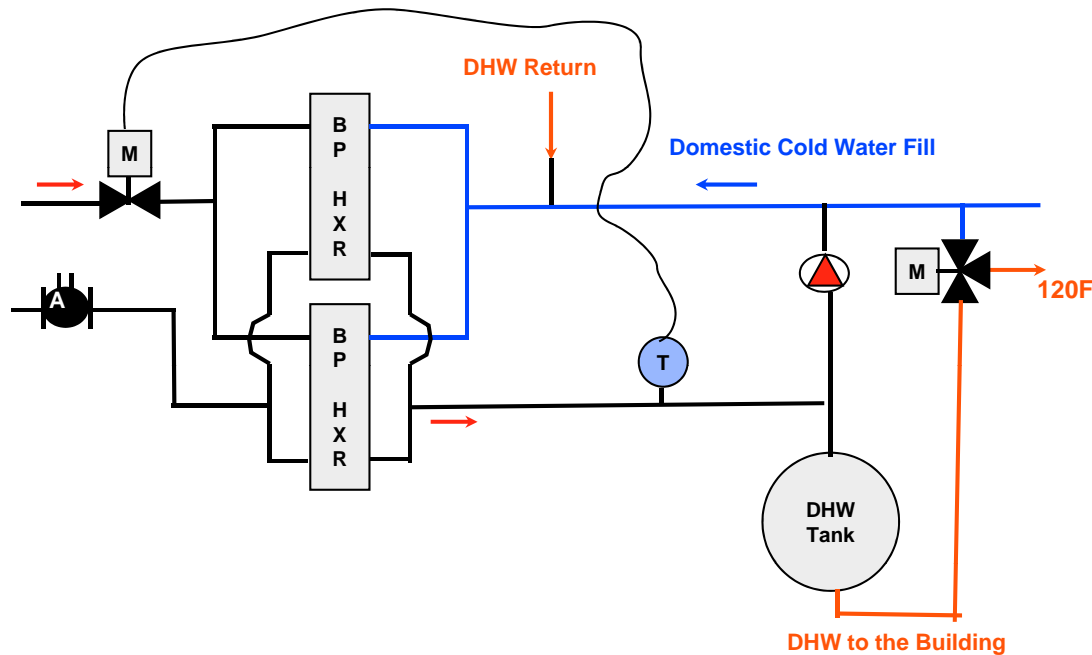 DHW Return
M
B
P
H
X
R
Domestic Cold Water Fill
M
120F
A
B
P
H
X
R
T
DHW
Tank
DHW to the Building